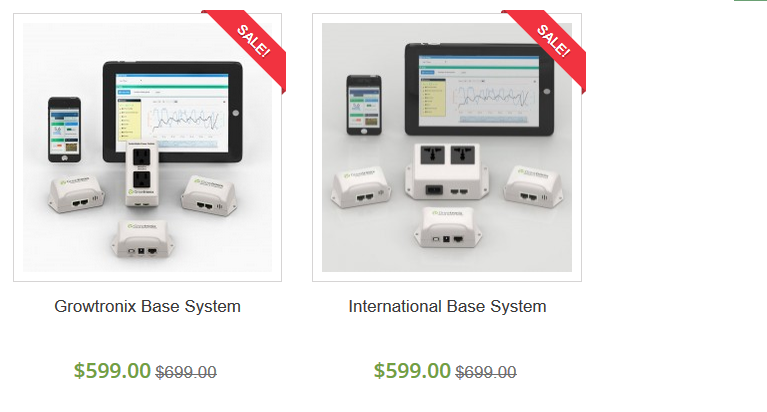 SALE!
SALE!
Growtronix Base System
International Base System
$599.00 $699.00
$599.00 $699.00